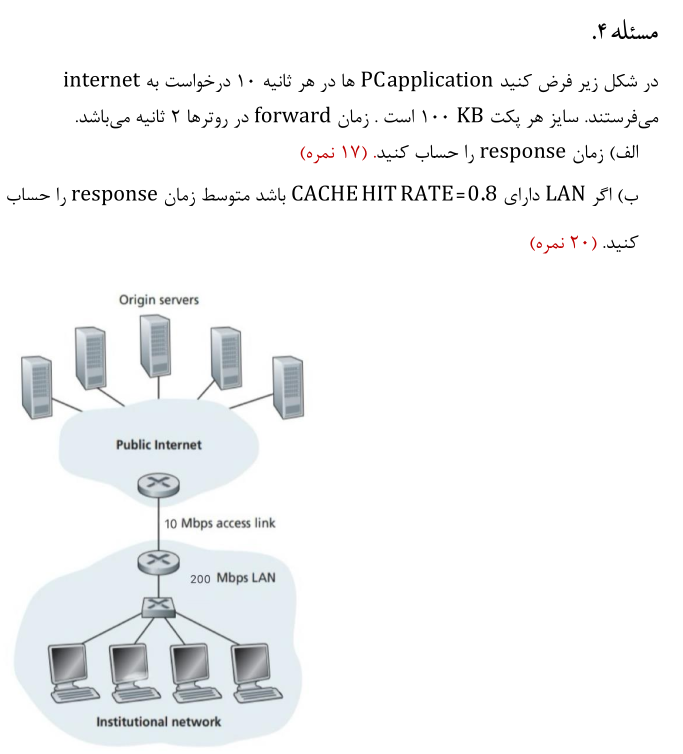 مسئله ۴.
در شکل زیر فرض کنید PC application ها در هر ثانیه ۱۰ درخواست به internet
می‌فرستند. سایز هر پکت ۱۰۰ KB است . زمان forward در روترها ۲ ثانیه می‌باشد.
الف) زمان response را حساب کنید. (۱۷ نمره)
ب) اگر LAN دارای CACHE HIT RATE=0.8 باشد متوسط زمان response را حساب
کنید. (۲۰ نمره)
Origin servers
Public Internet
10 Mbps access link
200 Mbps LAN
Institutional network